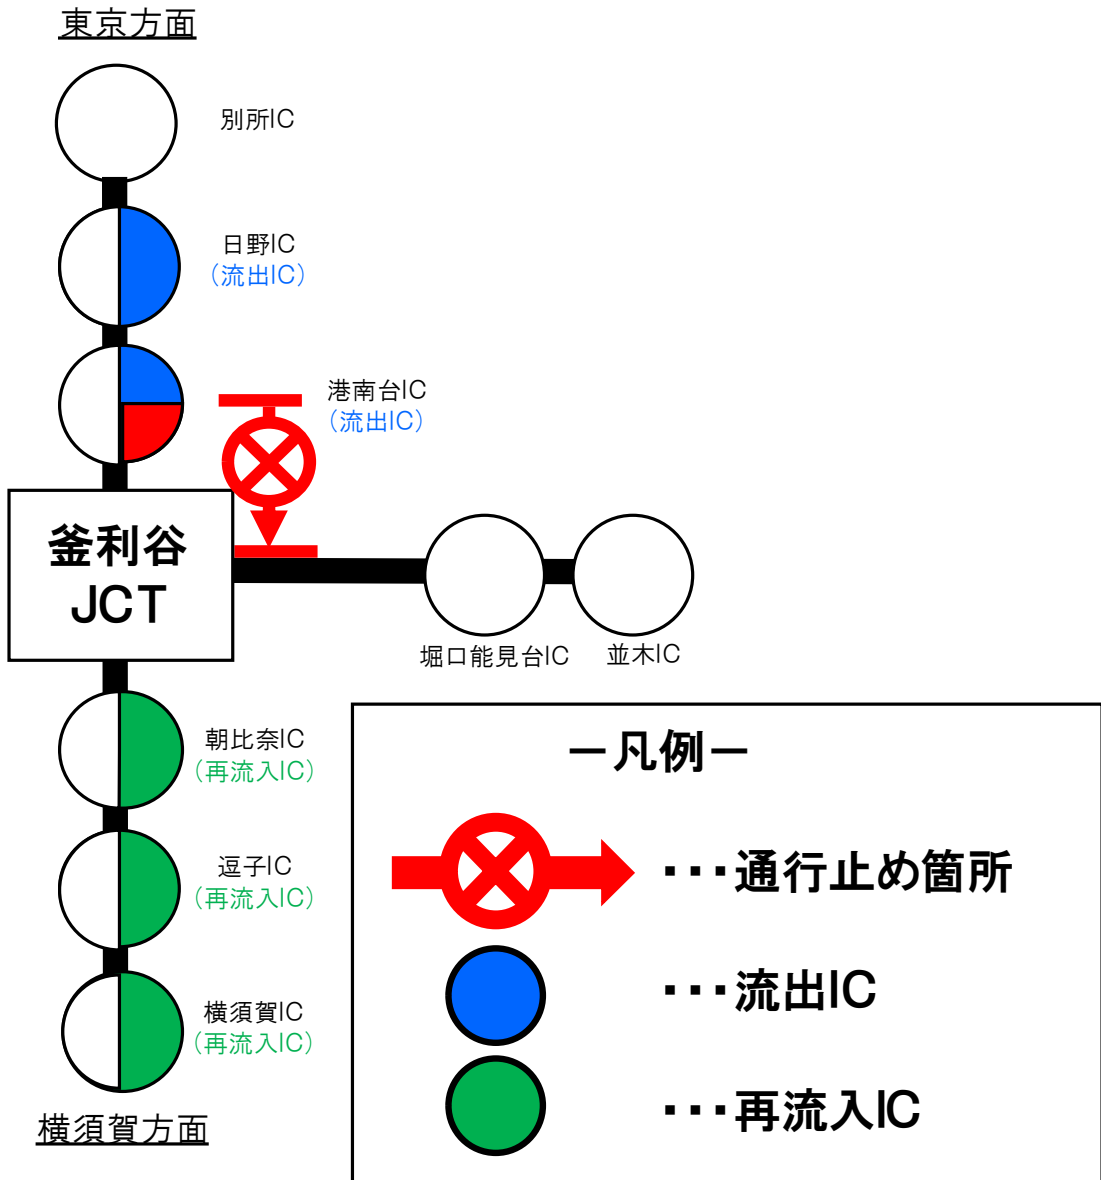 東京方面
別所IC
日野IC
（流出IC）
港南台IC
（流出IC）
釜利谷
JCT
堀口能見台IC
並木IC
朝比奈IC
（再流入IC）
逗子IC
（再流入IC）
横須賀IC
（再流入IC）
横須賀方面
－凡例－
･･･通行止め箇所
･･･流出IC
･･･再流入IC